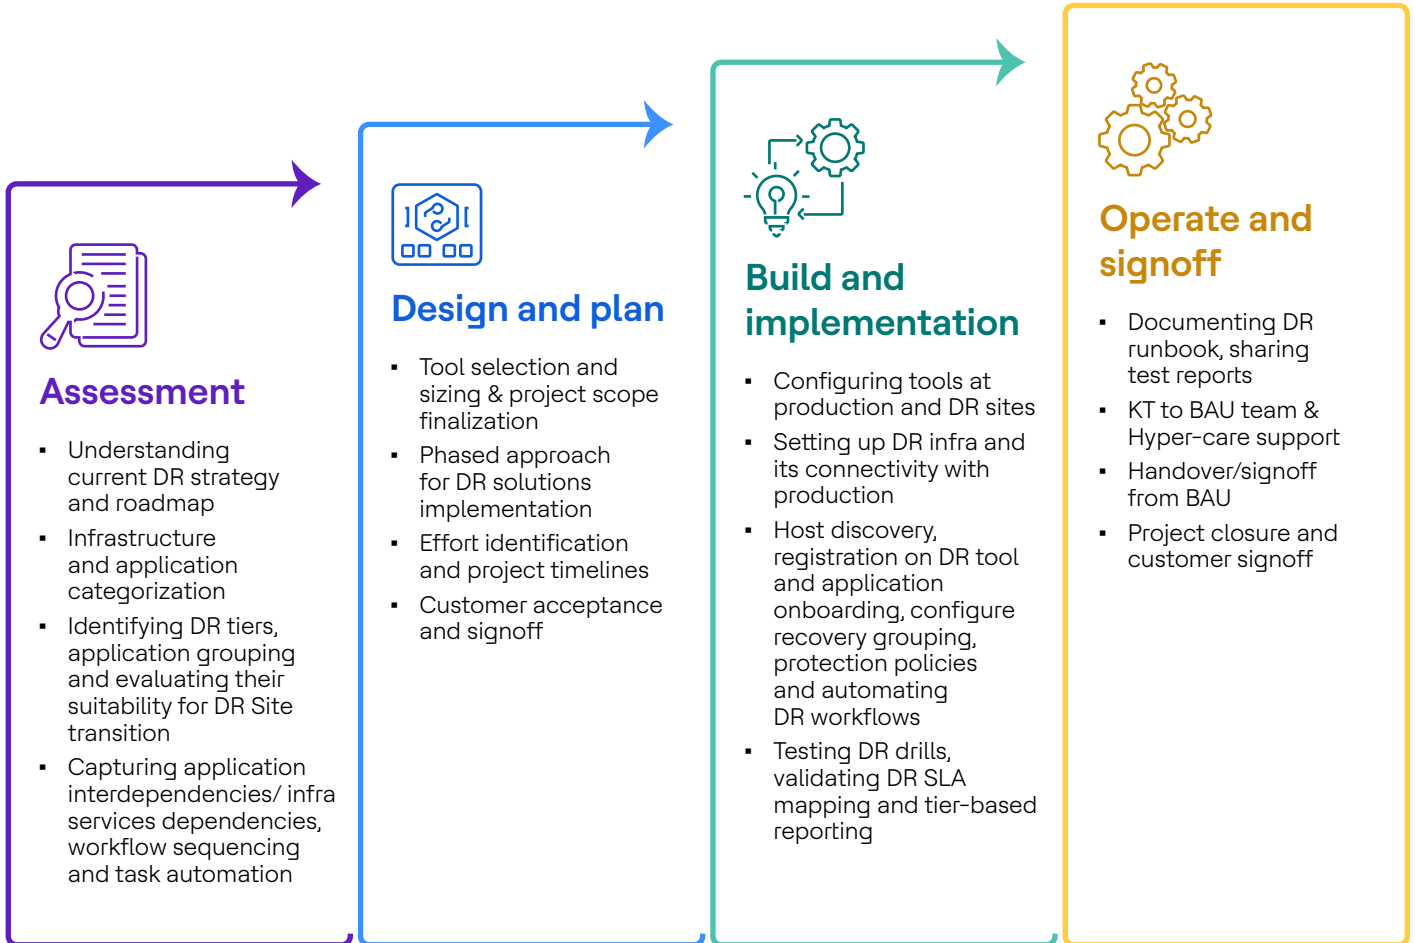 Assessment
▪ Understanding
current DR strategy
and roadmap
▪ Infrastructure
and application
categorization
▪ Identifying DR tiers,
application grouping
and evaluating their
suitability for DR Site
transition
▪ Capturing application
interdependencies/ infra
services dependencies,
workflow sequencing
and task automation
Design and plan
▪ Tool selection and
sizing & project scope
finalization
▪ Phased approach
for DR solutions
implementation
▪ Effort identification
and project timelines
▪ Customer acceptance
and signoff
Build and
implementation
▪ Configuring tools at
production and DR sites
▪ Setting up DR infra and
its connectivity with
production
▪ Host discovery,
registration on DR tool
and application
onboarding, configure
recovery grouping,
protection policies
and automating
DR workflows
▪ Testing DR drills,
validating DR SLA
mapping and tier-based
reporting
Operate and
signoff
▪ Documenting DR
runbook, sharing
test reports
▪ KT to BAU team &
Hyper-care support
▪ Handover/signoff
from BAU
▪ Project closure and
customer signoff